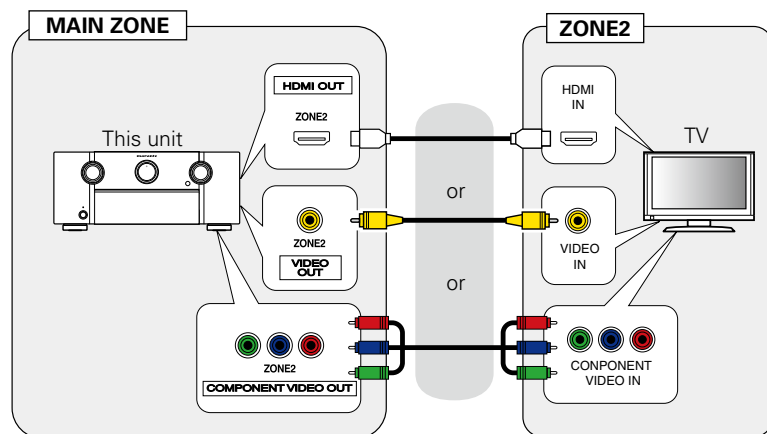 MAIN ZONE
ZONE2
HDMI OUT
ZONE2
HDMI
IN
This unit
TV
or
ZONE2
VIDEO
OUT
VIDEO
IN
or
ZONE2
COMPONENT VIDEO OUT
COMPONENT
VIDEO IN